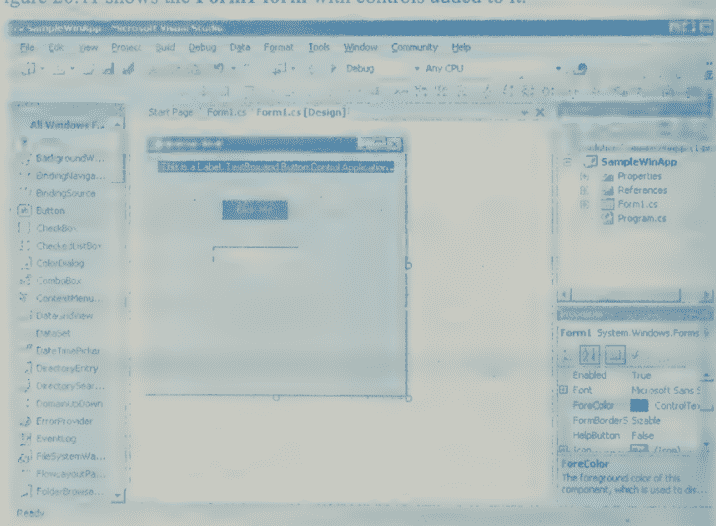 igure 20.11 shows the Form1 form with controls added to it.
SampleWinApp - Microsoft Visual Studio
File Edit View Project Build Debug Data Format Tools Window Community Help
Debug Any CPU
Start Page Form1.cs Form1.cs [Design]
All Windows F...
This is a Label, TextBox and Button Control Application
BackgroundW...
BindingNaviga...
BindingSource
Button
CheckBox
CheckedListBox
ColorDialog
ComboBox
ContextMenu...
DataGridView
DataSet
DateTimePicker
DirectoryEntry
DirectorySear...
DomainUpDown
ErrorProvider
EventLog
FileSystemWa...
FlowLayoutPa...
FolderBrowse...
SampleWinApp
Properties
References
Form1.cs
Program.cs
Properties
Form1 System.Windows.Forms
Enabled True
Font Microsoft Sans S
ForeColor ControlTex
FormBorderS Sizable
HelpButton False
Icon (Icon)
ForeColor
The foreground color of this
component, which is used to dis...
Ready